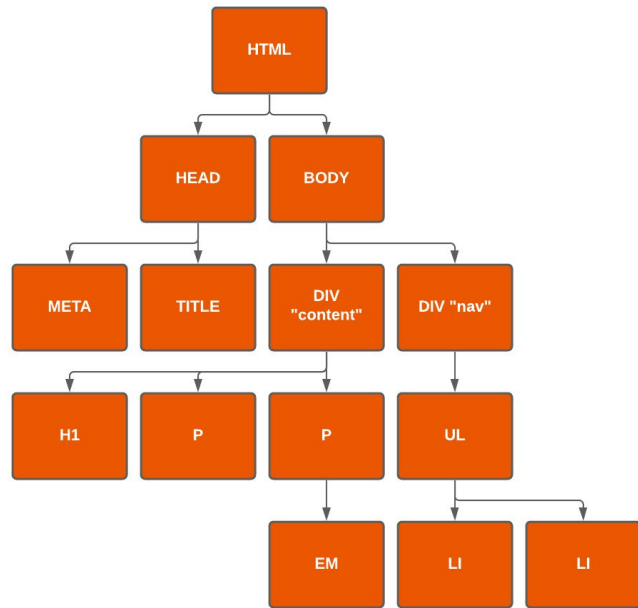 HTML
HEAD
BODY
META
TITLE
DIV
"content"
DIV "nav"
H1
P
P
UL
EM
LI
LI